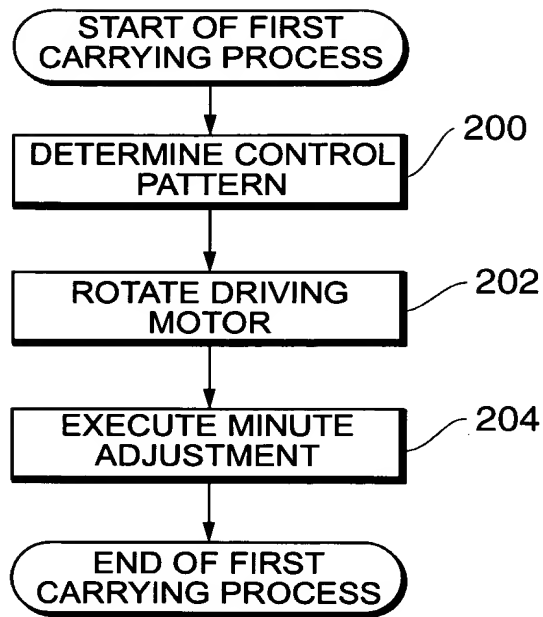 START OF FIRST
CARRYING PROCESS
200
DETERMINE CONTROL
PATTERN
202
ROTATE DRIVING
MOTOR
204
EXECUTE MINUTE
ADJUSTMENT
END OF FIRST
CARRYING PROCESS